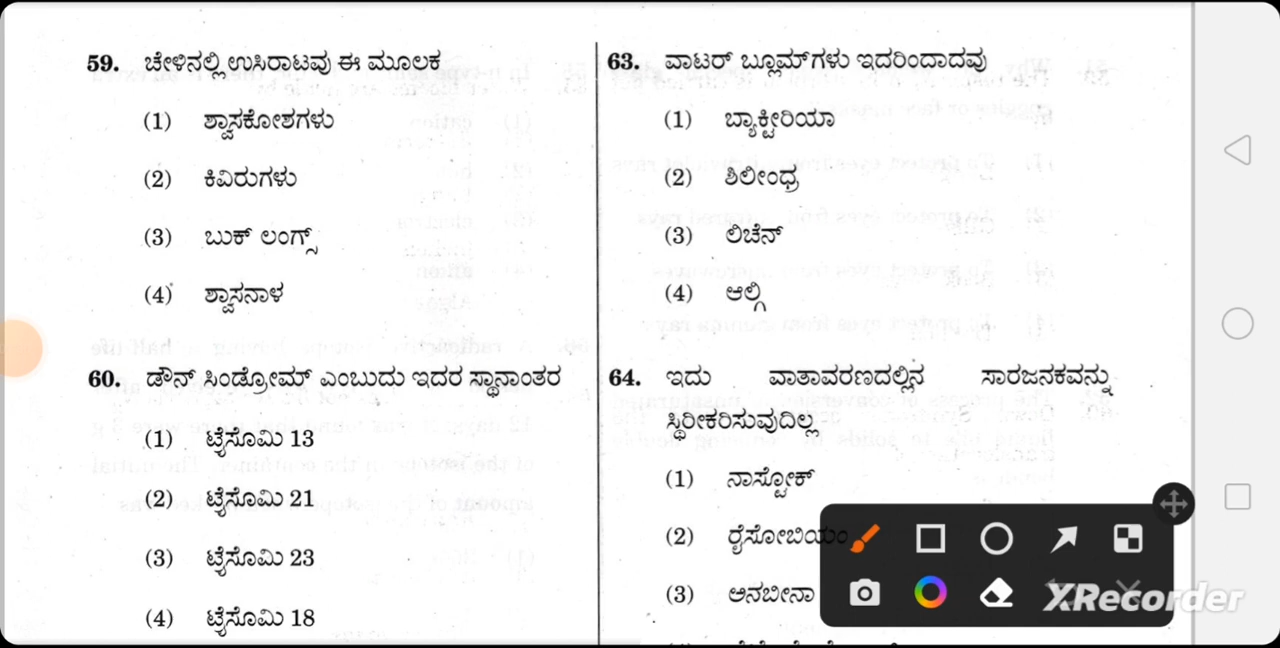 59. ಚೇಳಿನಲ್ಲಿ ಉಸಿರಾಟವು ಈ ಮೂಲಕ
(1) ಶ್ವಾಸಕೋಶಗಳು
(2) ಕಿವಿರುಗಳು
(3) ಬುಕ್ ಲಂಗ್ಸ್
(4) ಶ್ವಾಸನಾಳ
60. ಡೌನ್ ಸಿಂಡ್ರೋಮ್ ಎಂಬುದು ಇದರ ಸ್ಥಾನಾಂತರ
(1) ಟ್ರೈಸೊಮಿ 13
(2) ಟ್ರೈಸೊಮಿ 21
(3) ಟ್ರೈಸೊಮಿ 23
(4) ಟ್ರೈಸೊಮಿ 18
63. ವಾಟರ್ ಬ್ಲೂಮ್‌ಗಳು ಇದರಿಂದಾದವು
(1) ಬ್ಯಾಕ್ಟೀರಿಯಾ
(2) ಶಿಲೀಂಧ್ರ
(3) ಲಿಚೆನ್
(4) ಆಲ್ಗಿ
64. ಇದು ವಾತಾವರಣದಲ್ಲಿನ ಸಾರಜನಕವನ್ನು
ಸ್ಥಿರೀಕರಿಸುವುದಿಲ್ಲ
(1) ನಾಸ್ಟೋಕ್
(2) ರೈಸೋಬಿಯಂ
(3) ಅನಬೀನಾ
XRecorder